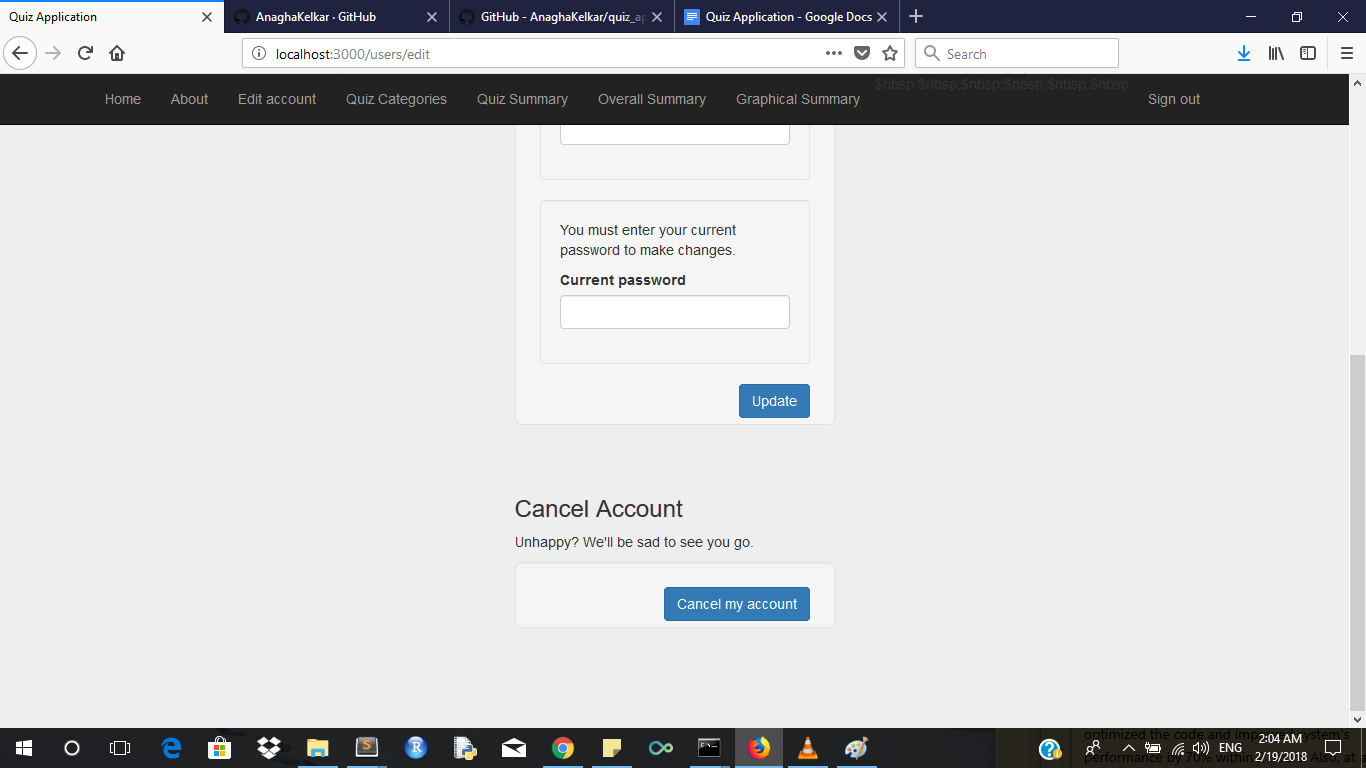 Quiz Application
AnaghaKelkar · GitHub
GitHub - AnaghaKelkar/quiz_ap
Quiz Application - Google Docs
localhost:3000/users/edit
Search
Home
About
Edit account
Quiz Categories
Quiz Summary
Overall Summary
Graphical Summary
$nbsp;$nbsp;$nbsp;$nbsp;$nbsp;$nbsp;
Sign out
You must enter your current
password to make changes.
Current password
Update
Cancel Account
Unhappy? We'll be sad to see you go.
Cancel my account
ENG
2:04 AM
2/19/2018
optimized the code and system's
performance by 70% within Also, at